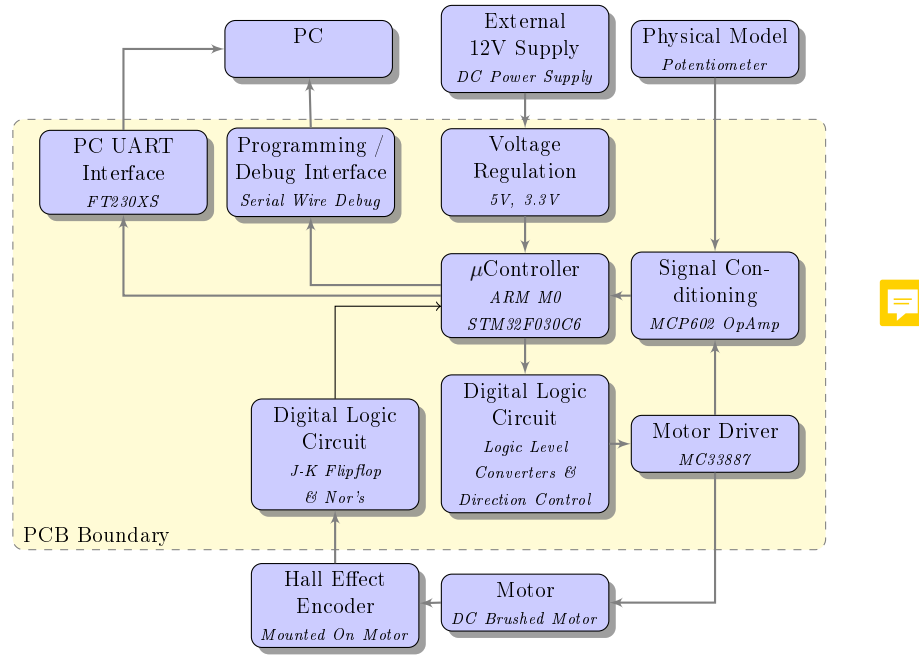 PC
External
12V Supply
DC Power Supply
Physical Model
Potentiometer
PC UART
Interface
FT230XS
Programming /
Debug Interface
Serial Wire Debug
Voltage
Regulation
5V, 3.3V
μController
ARM M0
STM32F030C6
Signal Con-
ditioning
MCP602 OpAmp
Digital Logic
Circuit
J-K Flipflop
& Nor's
Digital Logic
Circuit
Logic Level
Converters &
Direction Control
Motor Driver
MC33887
PCB Boundary
Hall Effect
Encoder
Mounted On Motor
Motor
DC Brushed Motor